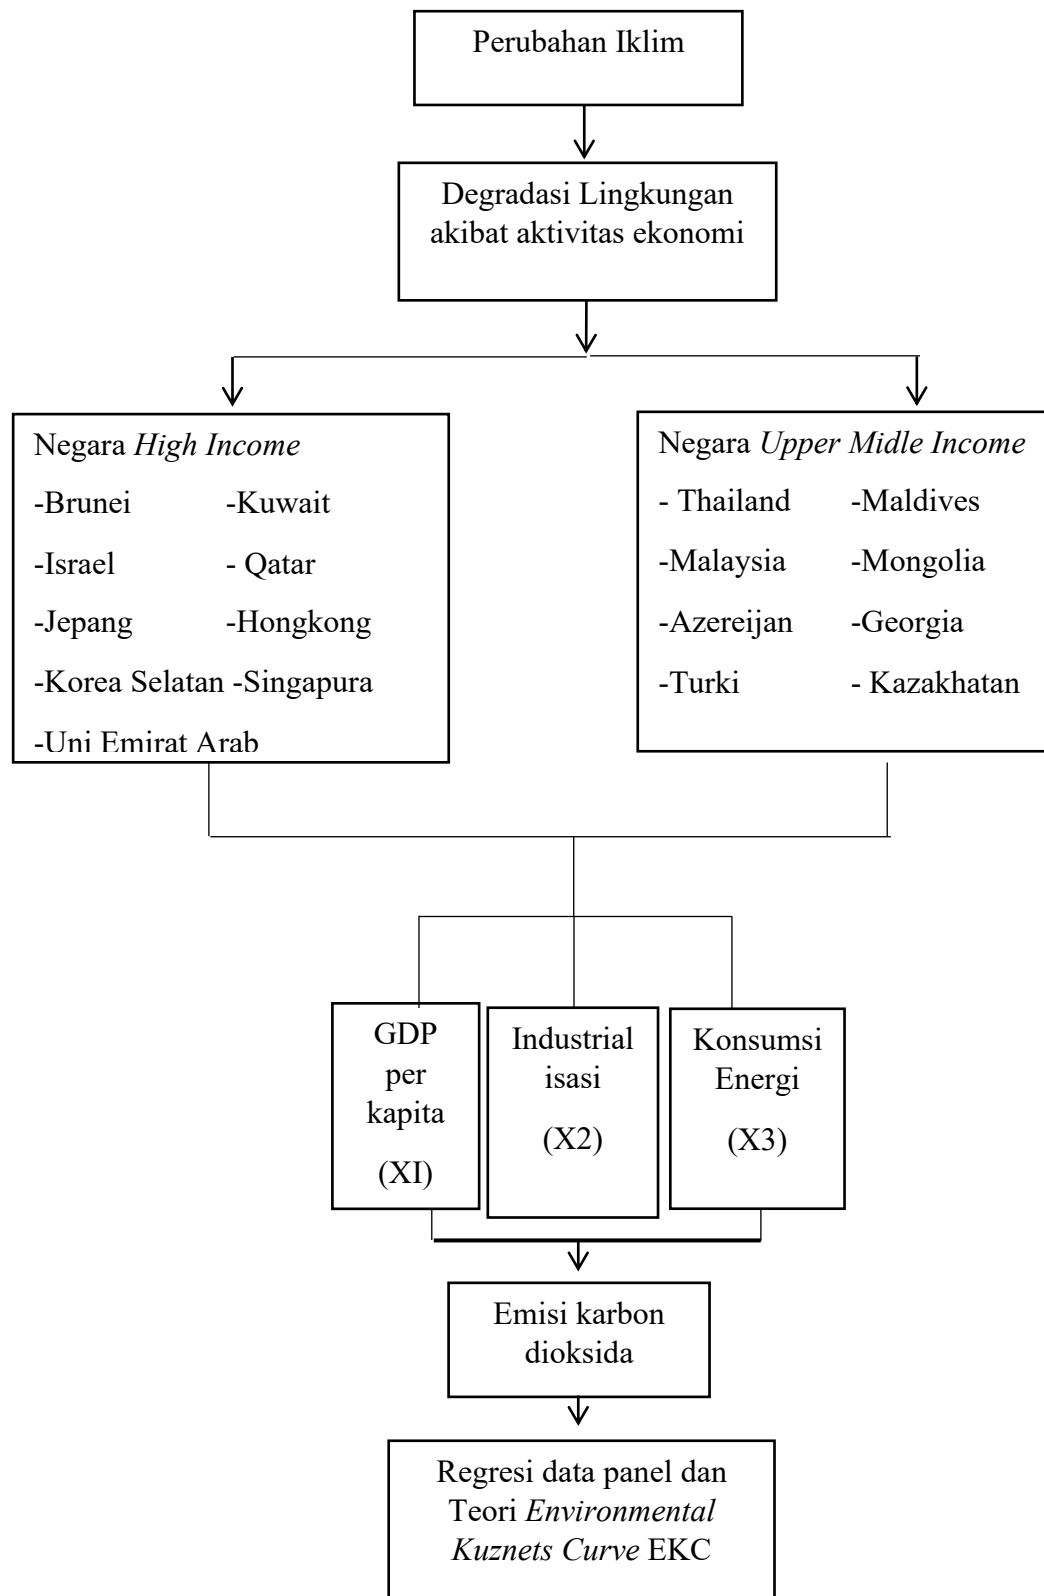 Perubahan Iklim
Degradasi Lingkungan
akibat aktivitas ekonomi
Negara High Income
-Brunei -Kuwait
-Israel - Qatar
-Jepang -Hongkong
-Korea Selatan -Singapura
-Uni Emirat Arab
Negara Upper Midle Income
- Thailand -Maldives
-Malaysia -Mongolia
-Azereijan -Georgia
-Turki - Kazakhatan
GDP
per
kapita
(XI)
Industrial
isasi
(X2)
Konsumsi
Energi
(X3)
Emisi karbon
dioksida
Regresi data panel dan
Teori Environmental
Kuznets Curve EKC